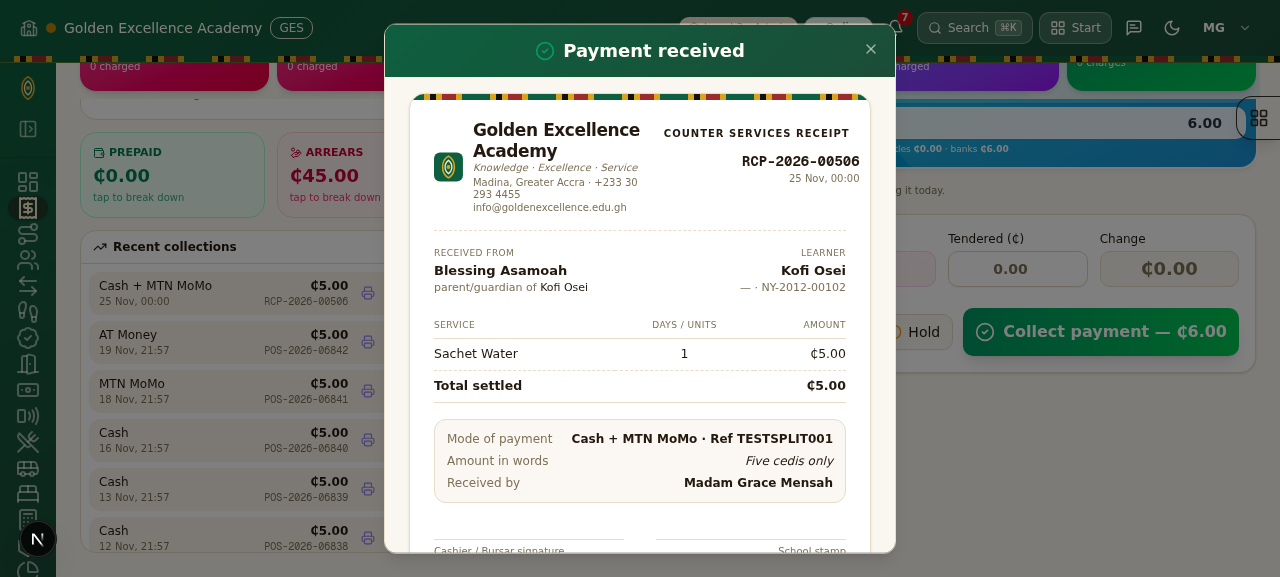 Golden Excellence Academy
GES
7
Search
⌘K
Start
MG
Payment received
0 charged
0 charged
charged
0 charges
PREPAID
₵0.00
tap to break down
ARREARS
₵45.00
tap to break down
Recent collections
Cash + MTN MoMo
₵5.00
25 Nov, 00:00
RCP-2026-00506
AT Money
₵5.00
19 Nov, 21:57
POS-2026-06842
MTN MoMo
₵5.00
18 Nov, 21:57
POS-2026-06841
Cash
₵5.00
16 Nov, 21:57
POS-2026-06840
Cash
₵5.00
13 Nov, 21:57
POS-2026-06839
Cash
₵5.00
12 Nov, 21:57
POS-2026-06838
N
Golden Excellence
Academy
Knowledge · Excellence · Service
Madina, Greater Accra · +233 30
293 4455
info@goldenexcellence.edu.gh
COUNTER SERVICES RECEIPT
RCP-2026-00506
25 Nov, 00:00
RECEIVED FROM
LEARNER
Blessing Asamoah
Kofi Osei
parent/guardian of Kofi Osei
— · NY-2012-00102
SERVICE
DAYS / UNITS
AMOUNT
Sachet Water
1
₵5.00
Total settled
₵5.00
Mode of payment
Cash + MTN MoMo · Ref TESTSPLIT001
Amount in words
Five cedis only
Received by
Madam Grace Mensah
Cashier / Bursar signature
School stamp
6.00
₵0.00 · banks ₵6.00
g it today.
Tendered (₵)
Change
0.00
₵0.00
Hold
Collect payment — ₵6.00